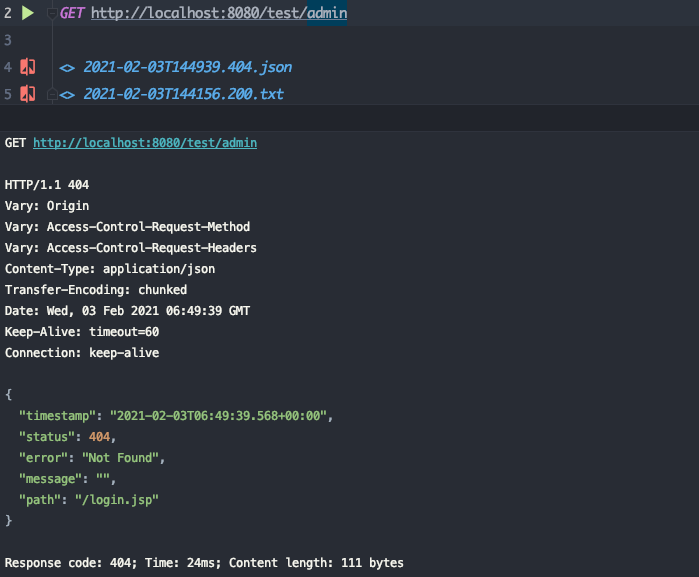 2 GET http://localhost:8080/test/admin
3
4 <> 2021-02-03T144939.404.json
5 <> 2021-02-03T144156.200.txt
GET http://localhost:8080/test/admin
HTTP/1.1 404
Vary: Origin
Vary: Access-Control-Request-Method
Vary: Access-Control-Request-Headers
Content-Type: application/json
Transfer-Encoding: chunked
Date: Wed, 03 Feb 2021 06:49:39 GMT
Keep-Alive: timeout=60
Connection: keep-alive
{
  "timestamp": "2021-02-03T06:49:39.568+00:00",
  "status": 404,
  "error": "Not Found",
  "message": "",
  "path": "/login.jsp"
}
Response code: 404; Time: 24ms; Content length: 111 bytes